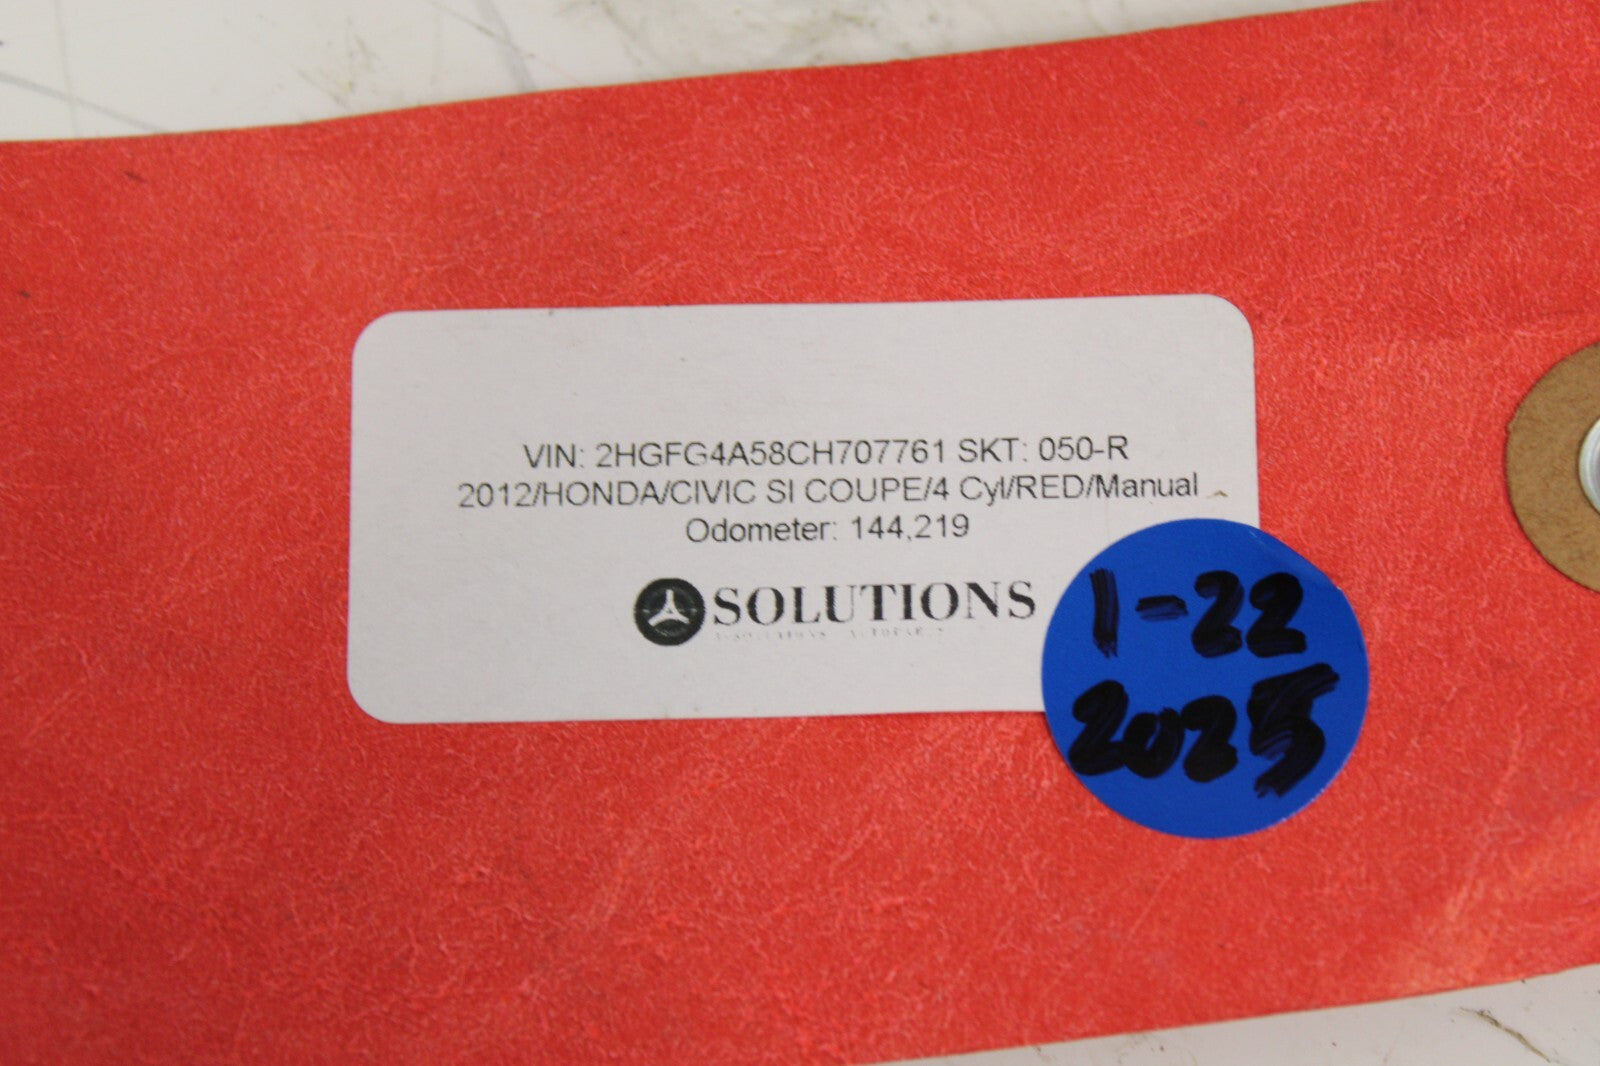 VIN: 2HGFG4A58CH707761 SKT: 050-R
2012/HONDA/CIVIC SI COUPE/4 Cyl/RED/Manual
Odometer: 144,219
SOLUTIONS
1-22
2025